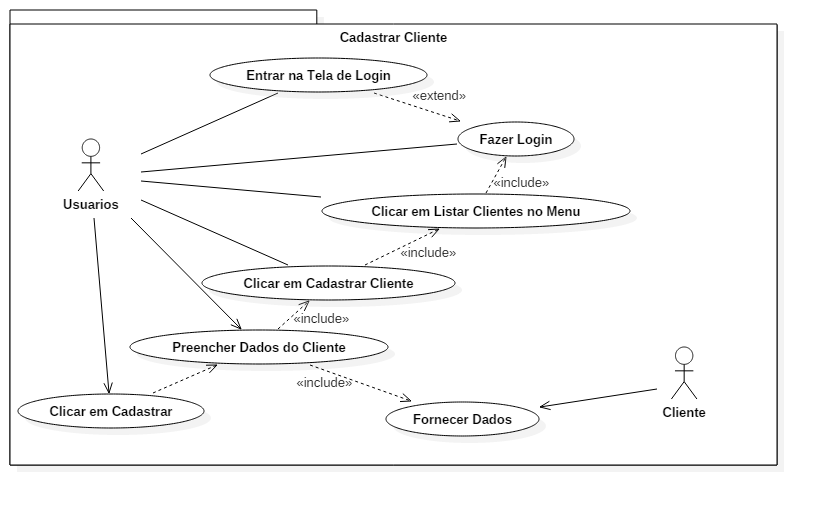 Cadastrar Cliente
Entrar na Tela de Login
«extend»
Fazer Login
«include»
Usuarios
Clicar em Listar Clientes no Menu
«include»
Clicar em Cadastrar Cliente
«include»
Preencher Dados do Cliente
«include»
Clicar em Cadastrar
Fornecer Dados
Cliente